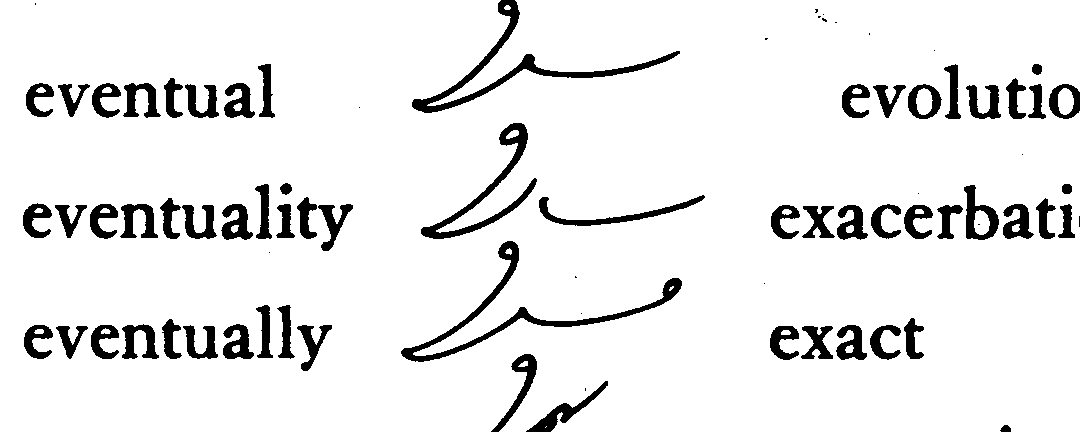 eventual evolutio
eventuality exacerbati
eventually exact